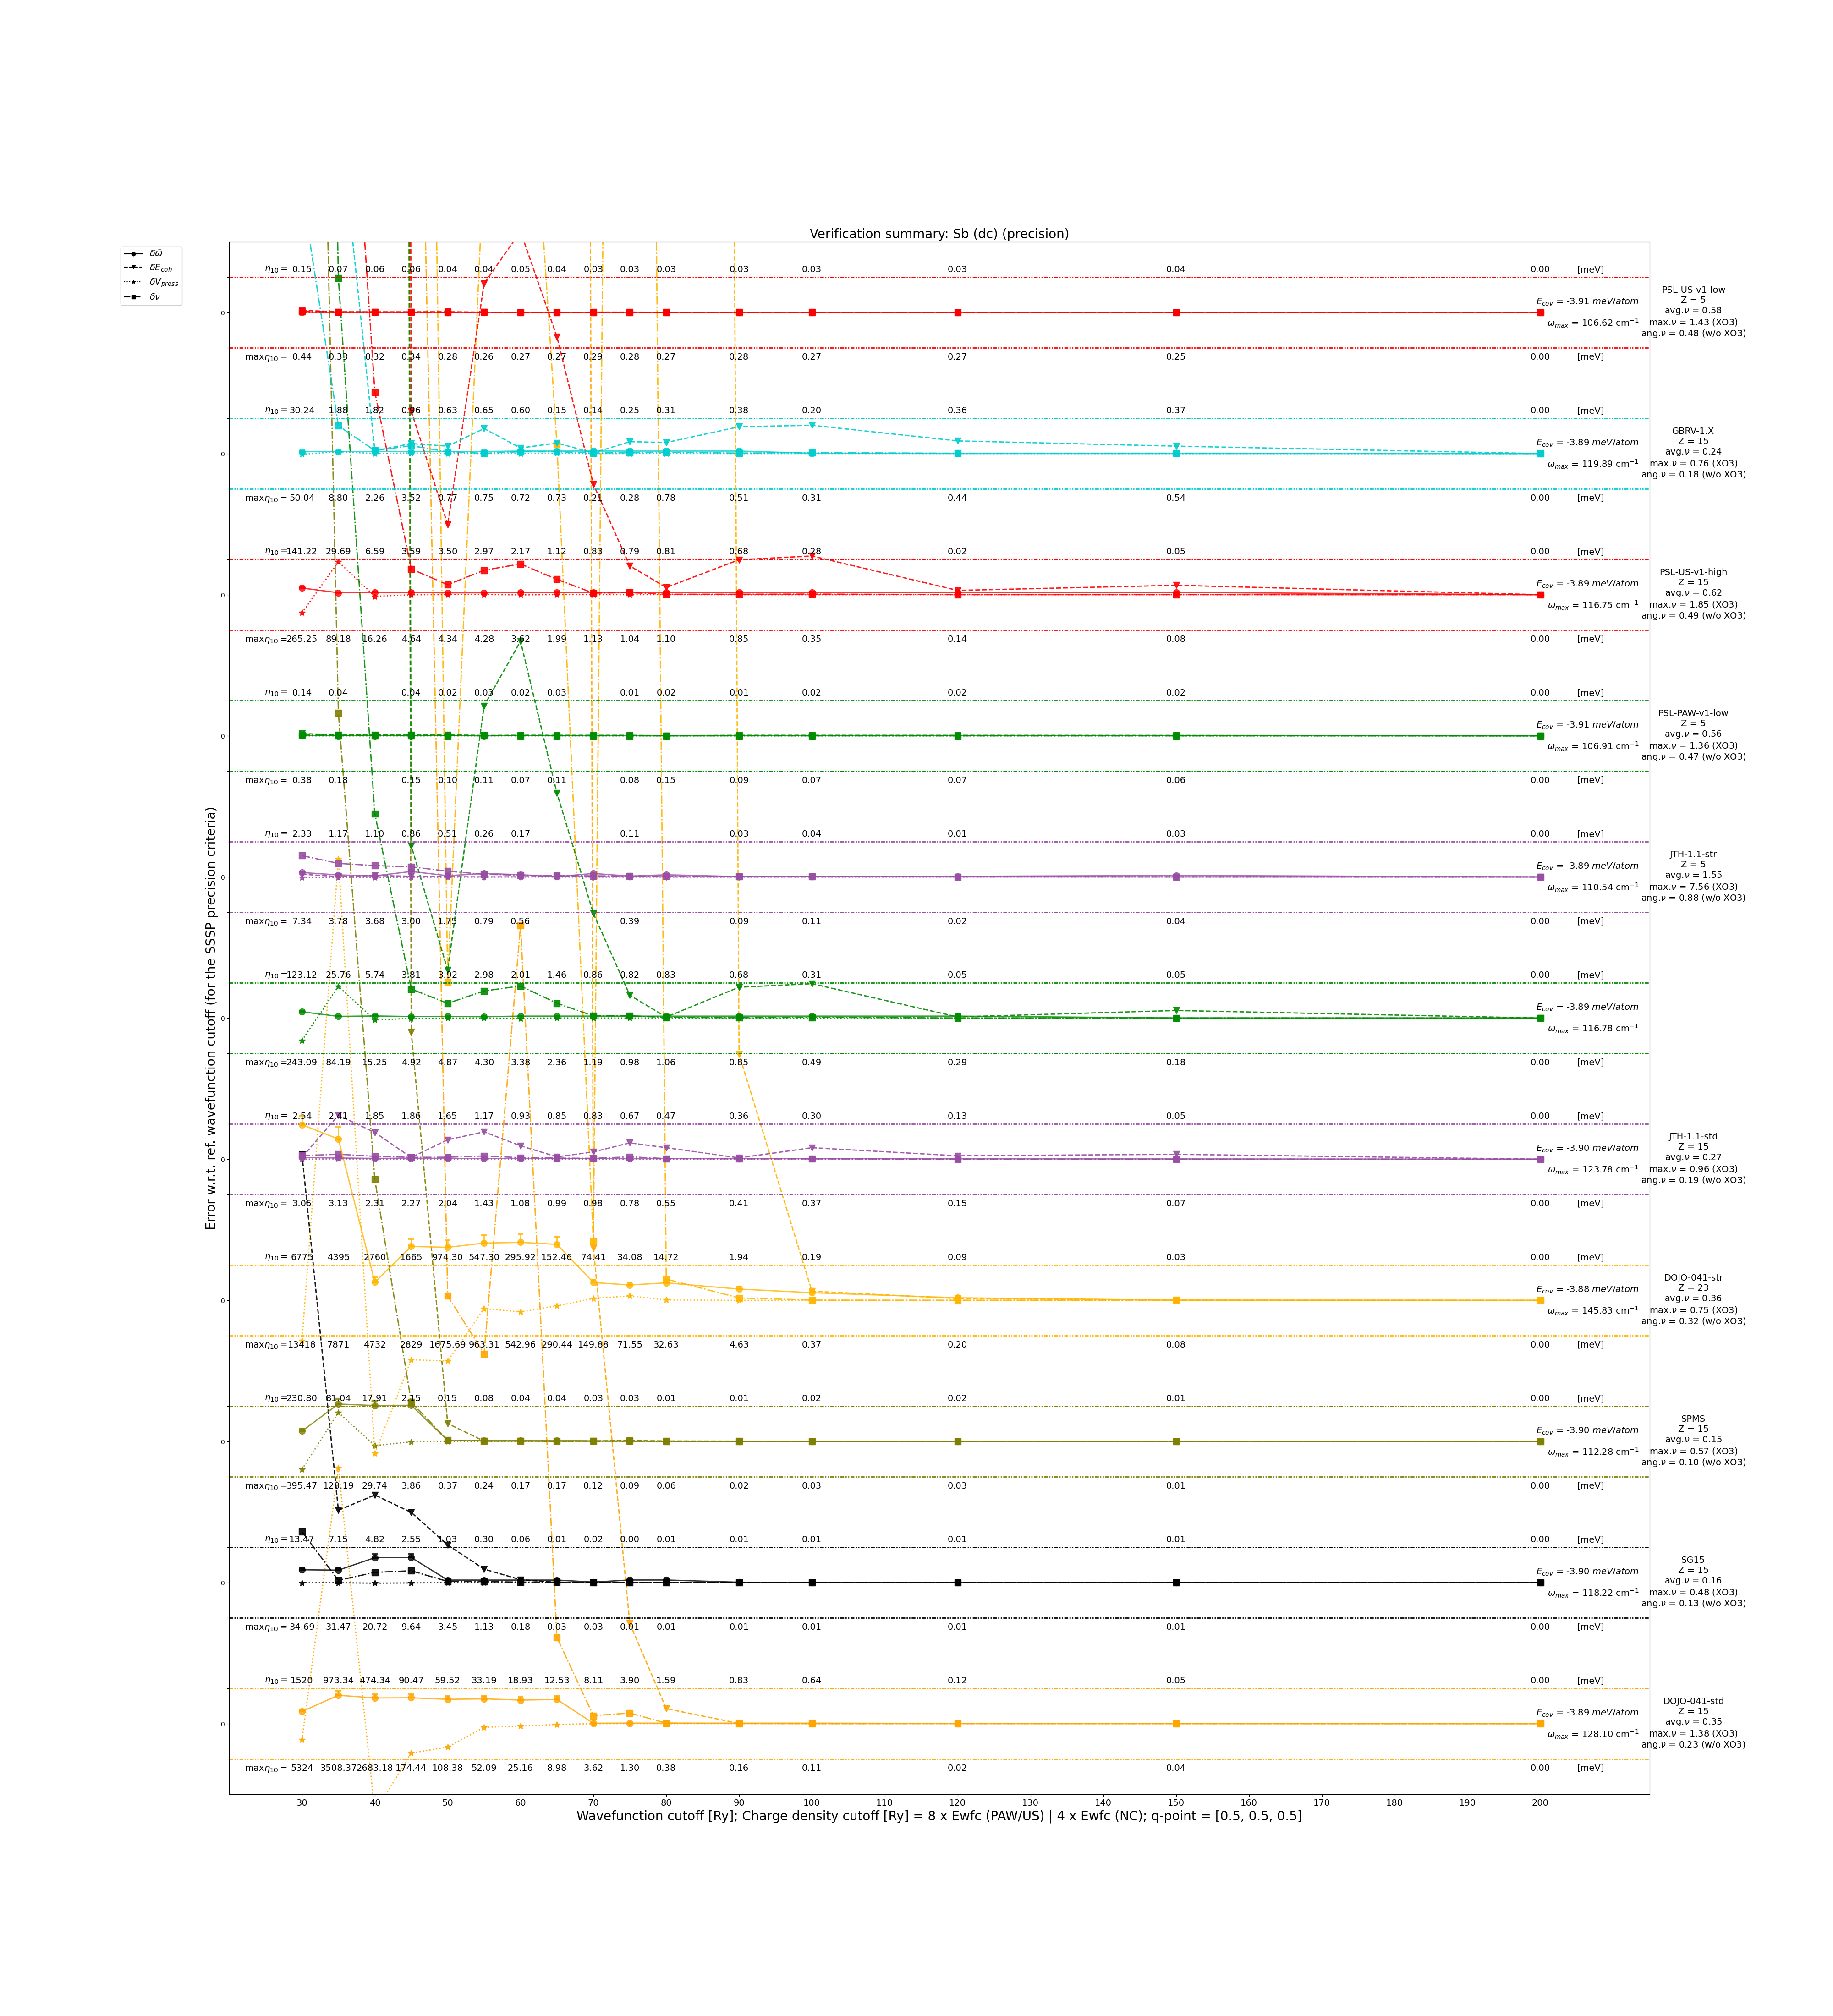 Verification summary: Sb (dc) (precision)
δω̄
δE_coh
δV_press
δν
η₁₀ = 0.15 0.07 0.06 0.06 0.04 0.04 0.05 0.04 0.03 0.03 0.03 0.03 0.03 0.03 0.04 0.00 [meV]
0
E_cov = -3.91 meV/atom
ω_max = 106.62 cm⁻¹
PSL-US-v1-low
Z = 5
avg.ν = 0.58
max.ν = 1.43 (XO3)
ang.ν = 0.48 (w/o XO3)
maxη₁₀ = 0.44 0.33 0.32 0.34 0.28 0.26 0.27 0.27 0.29 0.28 0.27 0.28 0.27 0.27 0.25 0.00 [meV]
η₁₀ = 30.24 1.88 1.82 0.96 0.63 0.65 0.60 0.15 0.14 0.25 0.31 0.38 0.20 0.36 0.37 0.00 [meV]
0
E_cov = -3.89 meV/atom
ω_max = 119.89 cm⁻¹
GBRV-1.X
Z = 15
avg.ν = 0.24
max.ν = 0.76 (XO3)
ang.ν = 0.18 (w/o XO3)
maxη₁₀ = 50.04 8.80 2.26 3.52 0.77 0.75 0.72 0.73 0.21 0.28 0.78 0.51 0.31 0.44 0.54 0.00 [meV]
η₁₀ = 141.22 29.69 6.59 3.59 3.50 2.97 2.17 1.12 0.83 0.79 0.81 0.68 0.28 0.02 0.05 0.00 [meV]
0
E_cov = -3.89 meV/atom
ω_max = 116.75 cm⁻¹
PSL-US-v1-high
Z = 15
avg.ν = 0.62
max.ν = 1.85 (XO3)
ang.ν = 0.49 (w/o XO3)
maxη₁₀ = 265.25 89.18 16.26 4.64 4.34 4.28 3.62 1.99 1.13 1.04 1.10 0.85 0.35 0.14 0.08 0.00 [meV]
η₁₀ = 0.14 0.04 0.04 0.02 0.03 0.02 0.03 0.01 0.02 0.01 0.02 0.02 0.02 0.00 [meV]
0
E_cov = -3.91 meV/atom
ω_max = 106.91 cm⁻¹
PSL-PAW-v1-low
Z = 5
avg.ν = 0.56
max.ν = 1.36 (XO3)
ang.ν = 0.47 (w/o XO3)
maxη₁₀ = 0.38 0.18 0.15 0.10 0.11 0.07 0.11 0.08 0.15 0.09 0.07 0.07 0.06 0.00 [meV]
η₁₀ = 2.33 1.17 1.10 0.86 0.51 0.26 0.17 0.11 0.03 0.04 0.01 0.03 0.00 [meV]
0
E_cov = -3.89 meV/atom
ω_max = 110.54 cm⁻¹
JTH-1.1-str
Z = 5
avg.ν = 1.55
max.ν = 7.56 (XO3)
ang.ν = 0.88 (w/o XO3)
maxη₁₀ = 7.34 3.78 3.68 3.00 1.75 0.79 0.56 0.39 0.09 0.11 0.02 0.04 0.00 [meV]
η₁₀ = 123.12 25.76 5.74 3.81 3.92 2.98 2.01 1.46 0.86 0.82 0.83 0.68 0.31 0.05 0.05 0.00 [meV]
0
E_cov = -3.89 meV/atom
ω_max = 116.78 cm⁻¹
maxη₁₀ = 243.09 84.19 15.25 4.92 4.87 4.30 3.38 2.36 1.19 0.98 1.06 0.85 0.49 0.29 0.18 0.00 [meV]
η₁₀ = 2.54 2.41 1.85 1.86 1.65 1.17 0.93 0.85 0.83 0.67 0.47 0.36 0.30 0.13 0.05 0.00 [meV]
0
E_cov = -3.90 meV/atom
ω_max = 123.78 cm⁻¹
JTH-1.1-std
Z = 15
avg.ν = 0.27
max.ν = 0.96 (XO3)
ang.ν = 0.19 (w/o XO3)
maxη₁₀ = 3.06 3.13 2.31 2.27 2.04 1.43 1.08 0.99 0.98 0.78 0.55 0.41 0.37 0.15 0.07 0.00 [meV]
η₁₀ = 6775 4395 2760 1665 974.30 547.30 295.92 152.46 74.41 34.08 14.72 1.94 0.19 0.09 0.03 0.00 [meV]
0
E_cov = -3.88 meV/atom
ω_max = 145.83 cm⁻¹
DOJO-041-str
Z = 23
avg.ν = 0.36
max.ν = 0.75 (XO3)
ang.ν = 0.32 (w/o XO3)
maxη₁₀ = 13418 7871 4732 2829 1675.69 963.31 542.96 290.44 149.88 71.55 32.63 4.63 0.37 0.20 0.08 0.00 [meV]
η₁₀ = 230.80 81.04 17.91 2.15 0.15 0.08 0.04 0.04 0.03 0.03 0.01 0.01 0.02 0.02 0.01 0.00 [meV]
0
E_cov = -3.90 meV/atom
ω_max = 112.28 cm⁻¹
SPMS
Z = 15
avg.ν = 0.15
max.ν = 0.57 (XO3)
ang.ν = 0.10 (w/o XO3)
maxη₁₀ = 395.47 128.19 29.74 3.86 0.37 0.24 0.17 0.17 0.12 0.09 0.06 0.02 0.03 0.03 0.01 0.00 [meV]
η₁₀ = 13.47 7.15 4.82 2.55 1.03 0.30 0.06 0.01 0.02 0.00 0.01 0.01 0.01 0.01 0.01 0.00 [meV]
0
E_cov = -3.90 meV/atom
ω_max = 118.22 cm⁻¹
SG15
Z = 15
avg.ν = 0.16
max.ν = 0.48 (XO3)
ang.ν = 0.13 (w/o XO3)
maxη₁₀ = 34.69 31.47 20.72 9.64 3.45 1.13 0.18 0.03 0.03 0.01 0.01 0.01 0.01 0.01 0.01 0.00 [meV]
η₁₀ = 1520 973.34 474.34 90.47 59.52 33.19 18.93 12.53 8.11 3.90 1.59 0.83 0.64 0.12 0.05 0.00 [meV]
0
E_cov = -3.89 meV/atom
ω_max = 128.10 cm⁻¹
DOJO-041-std
Z = 15
avg.ν = 0.35
max.ν = 1.38 (XO3)
ang.ν = 0.23 (w/o XO3)
maxη₁₀ = 5324 3508.37 2683.18 174.44 108.38 52.09 25.16 8.98 3.62 1.30 0.38 0.16 0.11 0.02 0.04 0.00 [meV]
30 40 50 60 70 80 90 100 110 120 130 140 150 160 170 180 190 200
Wavefunction cutoff [Ry]; Charge density cutoff [Ry] = 8 x Ewfc (PAW/US) | 4 x Ewfc (NC); q-point = [0.5, 0.5, 0.5]
Error w.r.t. ref. wavefunction cutoff (for the SSSP precision criteria)